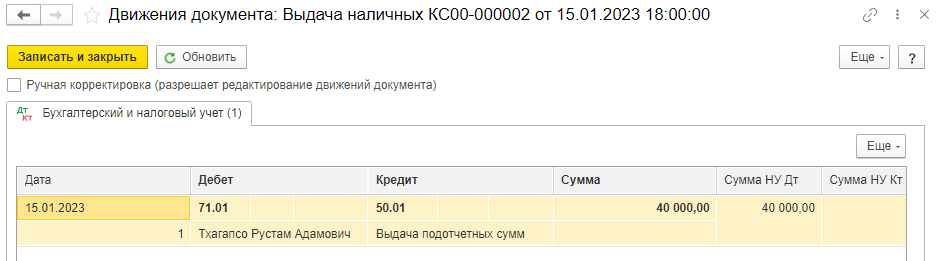 Движения документа: Выдача наличных КС00-000002 от 15.01.2023 18:00:00
Записать и закрыть Обновить Еще ?
Ручная корректировка (разрешает редактирование движений документа)
Дт Кт Бухгалтерский и налоговый учет (1)
Еще
Дата Дебет Кредит Сумма Сумма НУ Дт Сумма НУ Кт
15.01.2023 71.01 50.01 40 000,00 40 000,00
1 Тхагапсо Рустам Адамович Выдача подотчетных сумм